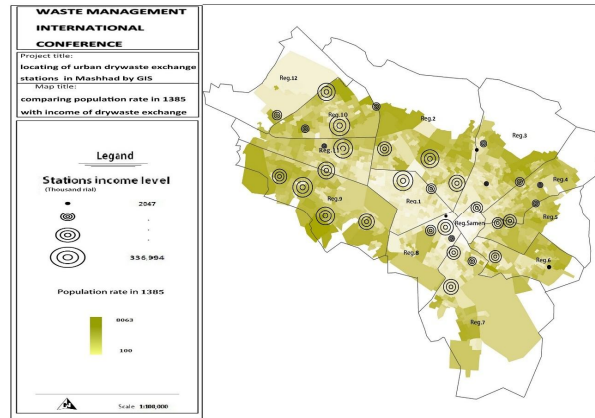 WASTE MANAGEMENT
INTERNATIONAL
CONFERENCE
Project title:
locating of urban drywaste exchange
stations in Mashhad by GIS
Map title:
comparing population rate in 1385
with income of drywaste exchange
Legand
Stations income level
(Thousand rial)
2047
336,994
Population rate in 1385
8063
100
Scale 1:100,000
Reg.12
Reg.10
Reg.2
Reg.3
Reg.11
Reg.4
Reg.9
Reg.1
Reg.Samen
Reg.5
Reg.8
Reg.6
Reg.7